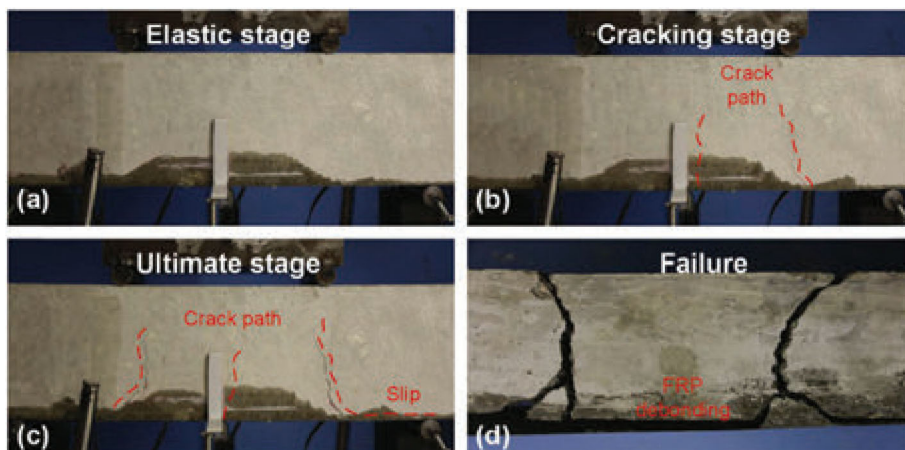 Elastic stage
(a)
Cracking stage
Crack
path
(b)
Ultimate stage
Crack path
Slip
(c)
Failure
FRP
debonding
(d)